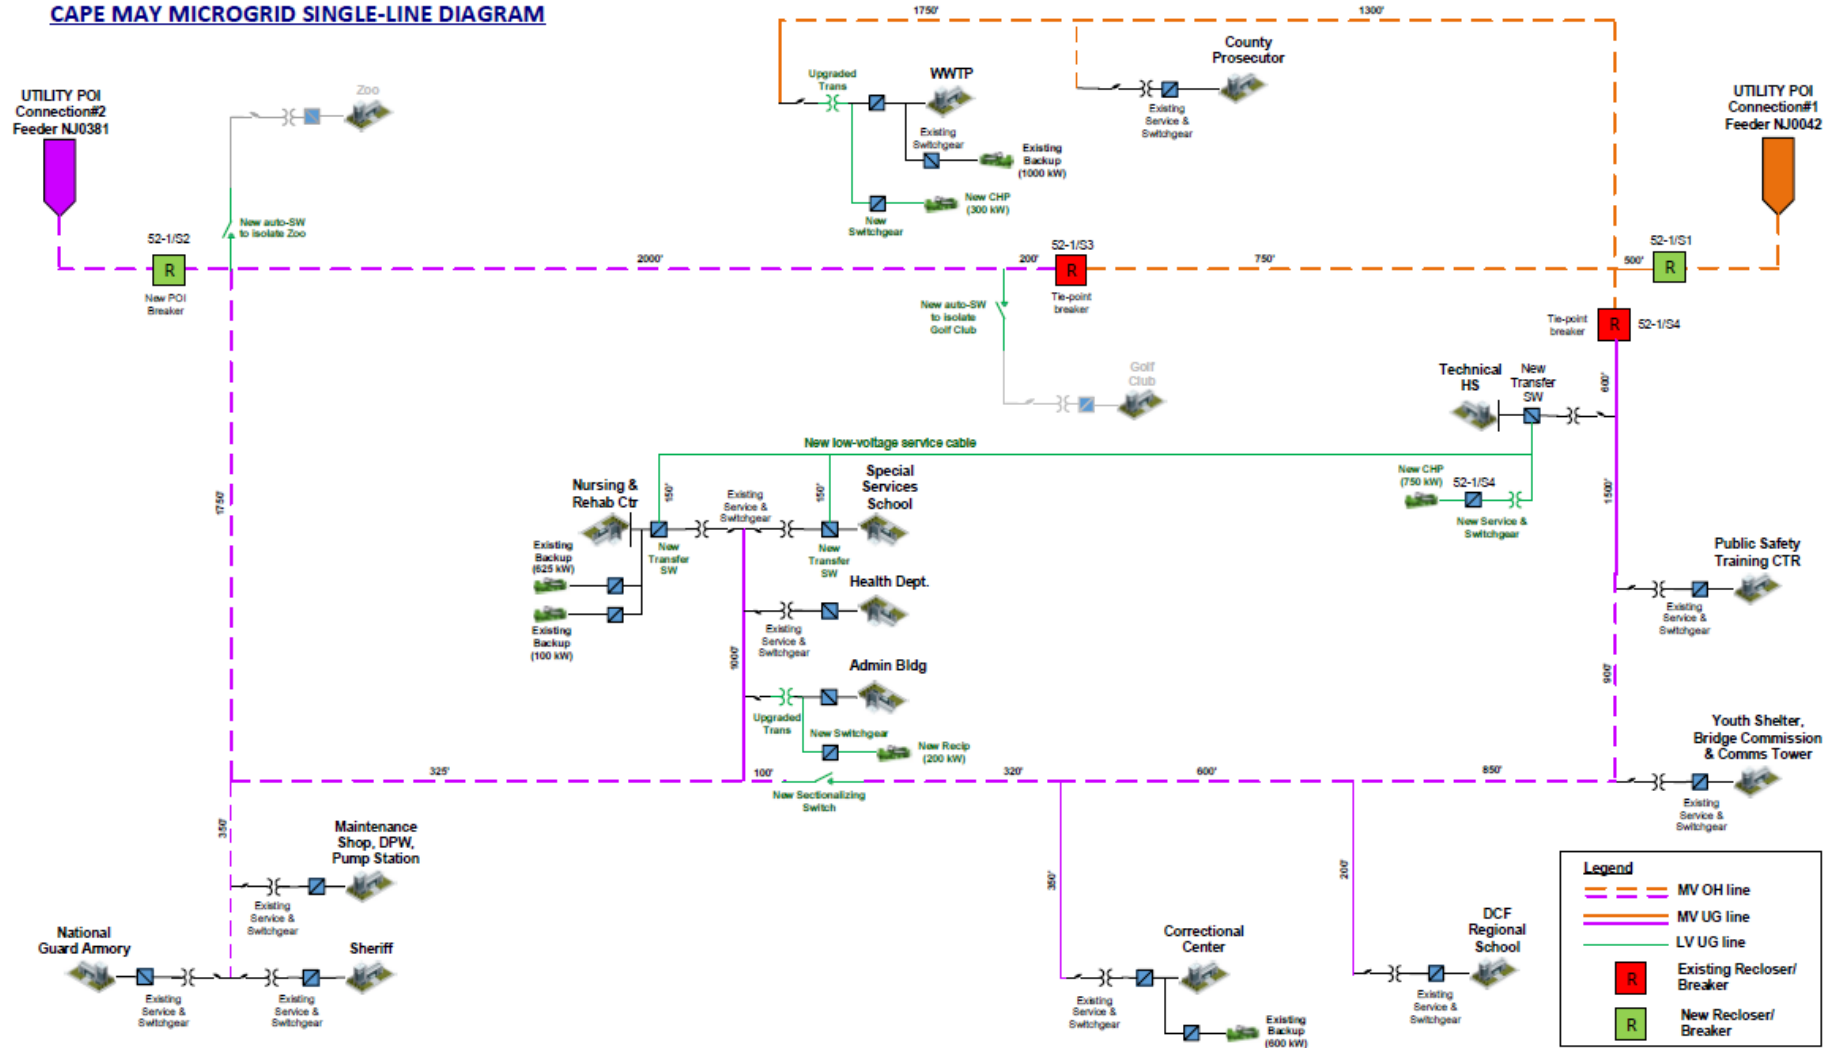 CAPE MAY MICROGRID SINGLE-LINE DIAGRAM
1750'
1300'
UTILITY POI
Connection#2
Feeder NJ0381
Zoo
Upgraded
Trans
WWTP
County
Prosecutor
UTILITY POI
Connection#1
Feeder NJ0042
Existing
Service &
Switchgear
Existing
Switchgear
Existing
Backup
(1000 kW)
New CHP
(300 kW)
New
Switchgear
New auto-SW
to isolate Zoo
52-1/S2
R
New POI
Breaker
2000'
200'
52-1/S3
R
Tie-point
breaker
750'
500'
52-1/S1
R
New auto-SW
to isolate
Golf Club
Tie-point
breaker
R
52-1/S4
Golf
Club
Technical
HS
New
Transfer
SW
600'
New low-voltage service cable
New CHP
(750 kW)
52-1/S4
New Service &
Switchgear
1500'
1750'
Nursing &
Rehab Ctr
150'
Existing
Service &
Switchgear
150'
Special
Services
School
New
Transfer
SW
New
Transfer
SW
Existing
Backup
(625 kW)
Existing
Backup
(100 kW)
Health Dept.
Existing
Service &
Switchgear
1000'
Admin Bldg
Upgraded
Trans
New Switchgear
New Recip
(200 kW)
Public Safety
Training CTR
Existing
Service &
Switchgear
900'
Youth Shelter,
Bridge Commission
& Comms Tower
Existing
Service &
Switchgear
325'
100'
New Sectionalizing
Switch
320'
600'
850'
350'
Maintenance
Shop, DPW,
Pump Station
Existing
Service &
Switchgear
National
Guard Armory
Existing
Service &
Switchgear
Sheriff
Existing
Service &
Switchgear
350'
Correctional
Center
Existing
Service &
Switchgear
Existing
Backup
(600 kW)
200'
DCF
Regional
School
Existing
Service &
Switchgear
Legend
MV OH line
MV UG line
LV UG line
R
Existing Recloser/
Breaker
R
New Recloser/
Breaker